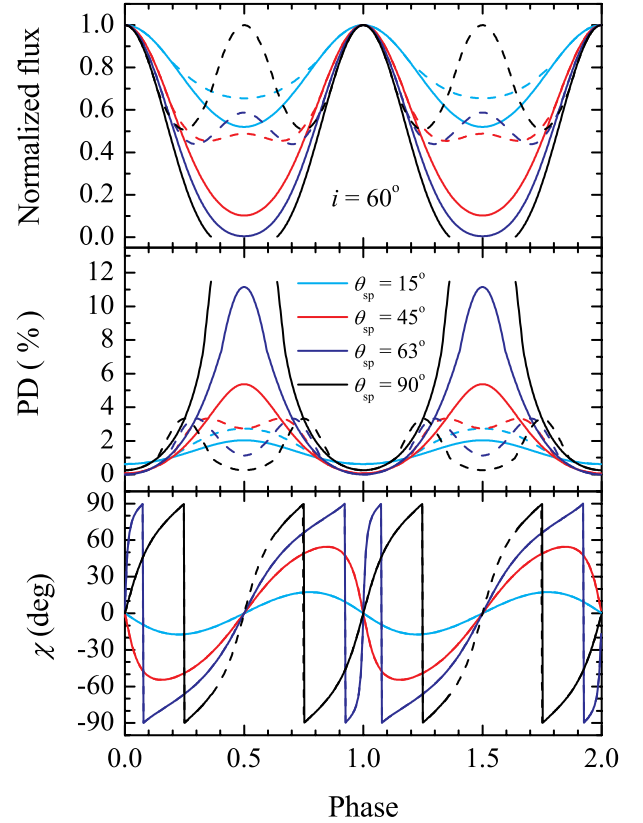 Normalized flux
1.0
0.8
0.6
0.4
0.2
0.0
i = 60°
PD ( % )
12
10
8
6
4
2
0
θsp = 15°
θsp = 45°
θsp = 63°
θsp = 90°
χ (deg)
90
60
30
0
-30
-60
-90
0.0 0.5 1.0 1.5 2.0
Phase